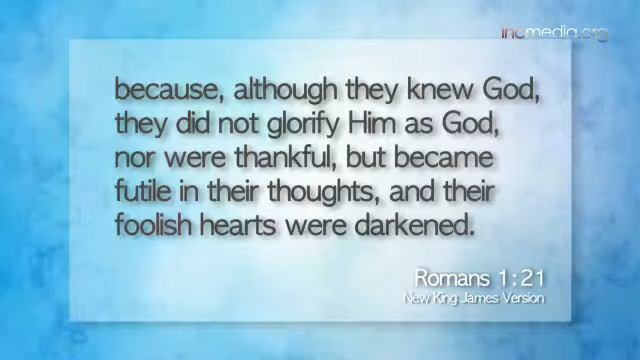 incmedia.org
because, although they knew God,
they did not glorify Him as God,
nor were thankful, but became
futile in their thoughts, and their
foolish hearts were darkened.
Romans 1:21
New King James Version